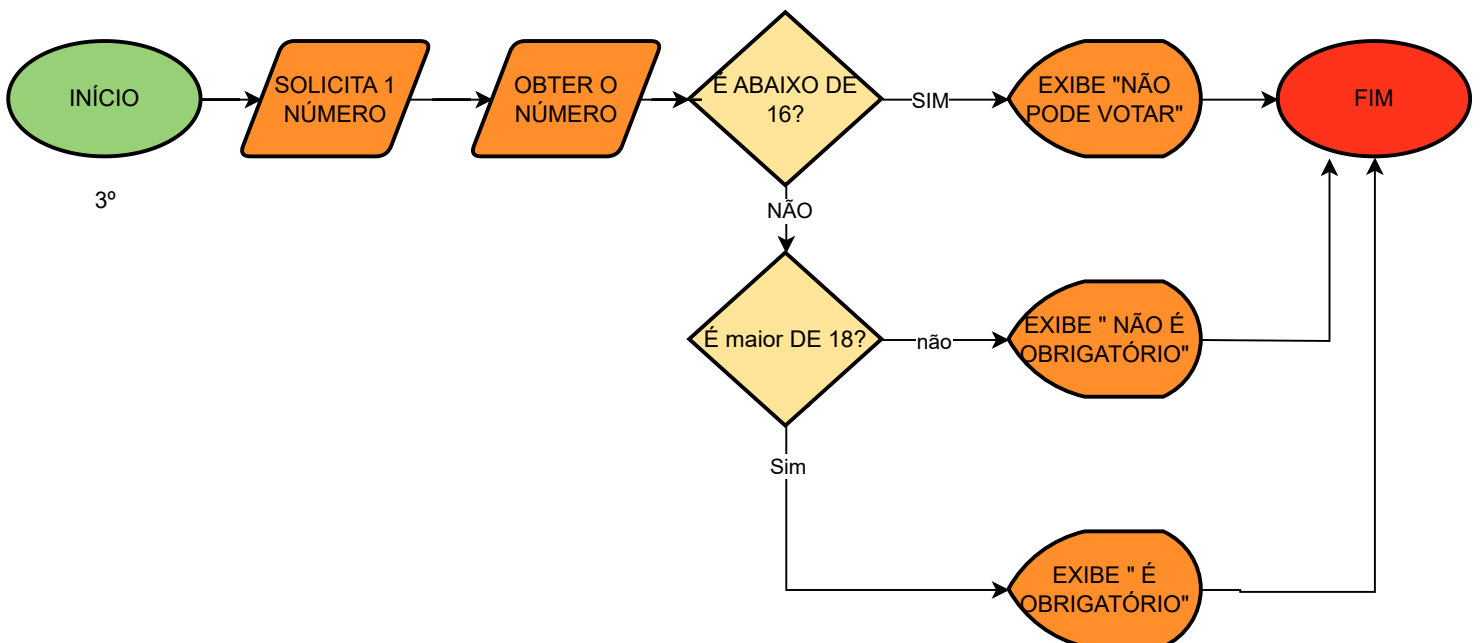 INÍCIO
SOLICITA 1
NÚMERO
OBTER O
NÚMERO
É ABAIXO DE
16?
SIM
EXIBE "NÃO
PODE VOTAR"
FIM
3º
NÃO
É maior DE 18?
não
EXIBE " NÃO É
OBRIGATÓRIO"
Sim
EXIBE " É
OBRIGATÓRIO"